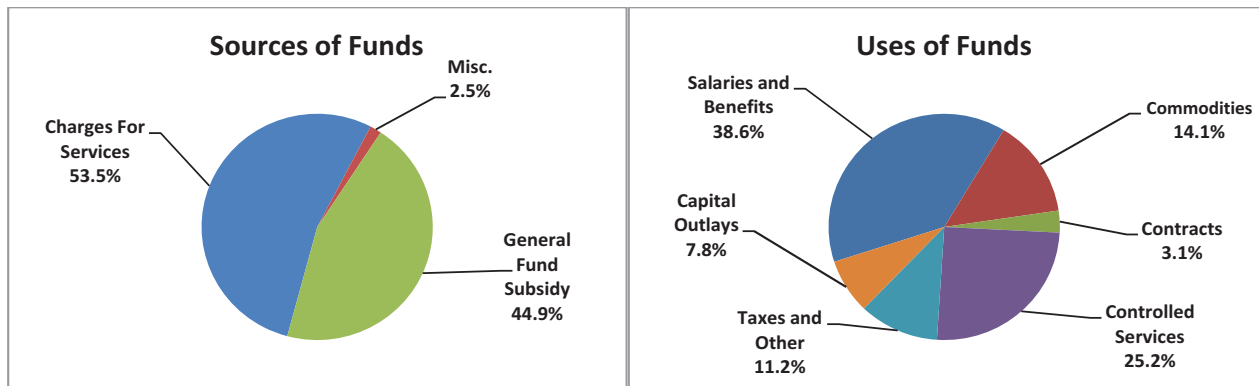 Sources of Funds
Misc.
2.5%
Charges For
Services
53.5%
General
Fund
Subsidy
44.9%
Uses of Funds
Salaries and
Benefits
38.6%
Commodities
14.1%
Capital
Outlays
7.8%
Contracts
3.1%
Taxes and
Other
11.2%
Controlled
Services
25.2%